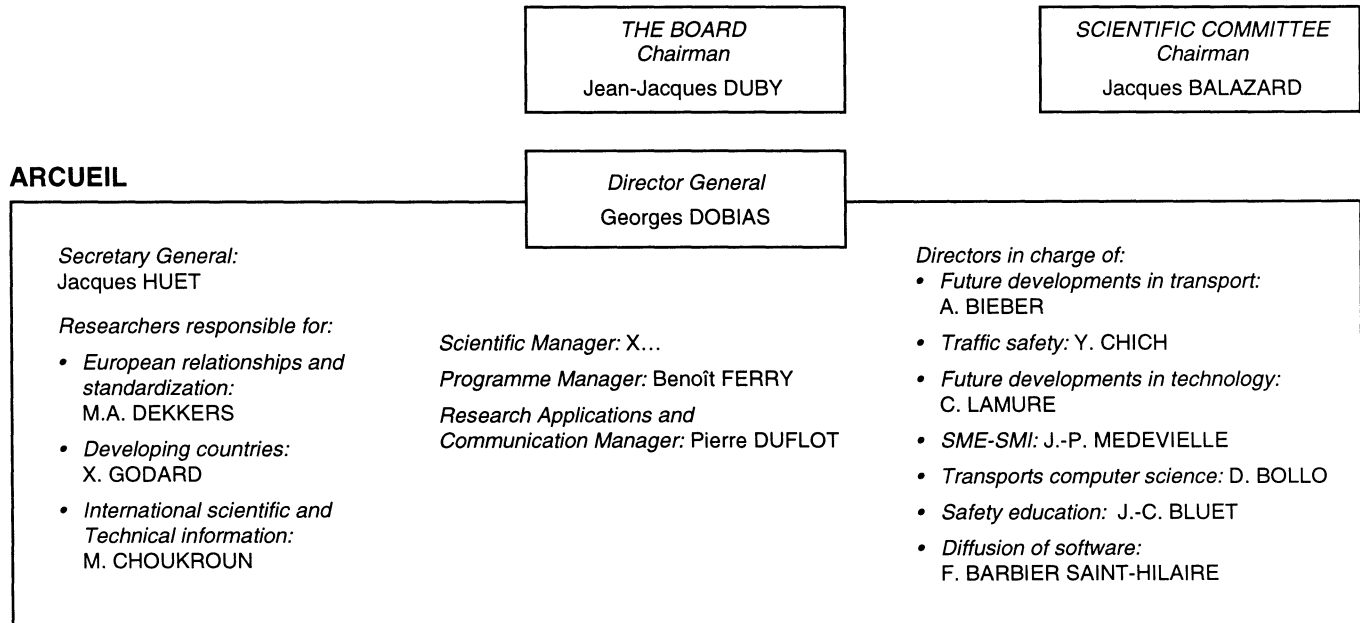 THE BOARD
Chairman
Jean-Jacques DUBY
SCIENTIFIC COMMITTEE
Chairman
Jacques BALAZARD
ARCUEIL
Director General
Georges DOBIAS
Secretary General:
Jacques HUET
Researchers responsible for:
• European relationships and
standardization:
M.A. DEKKERS
• Developing countries:
X. GODARD
• International scientific and
Technical information:
M. CHOUKROUN
Scientific Manager: X...
Programme Manager: Benoît FERRY
Research Applications and
Communication Manager: Pierre DUFLOT
Directors in charge of:
• Future developments in transport:
A. BIEBER
• Traffic safety: Y. CHICH
• Future developments in technology:
C. LAMURE
• SME-SMI: J.-P. MEDEVIELLE
• Transports computer science: D. BOLLO
• Safety education: J.-C. BLUET
• Diffusion of software:
F. BARBIER SAINT-HILAIRE